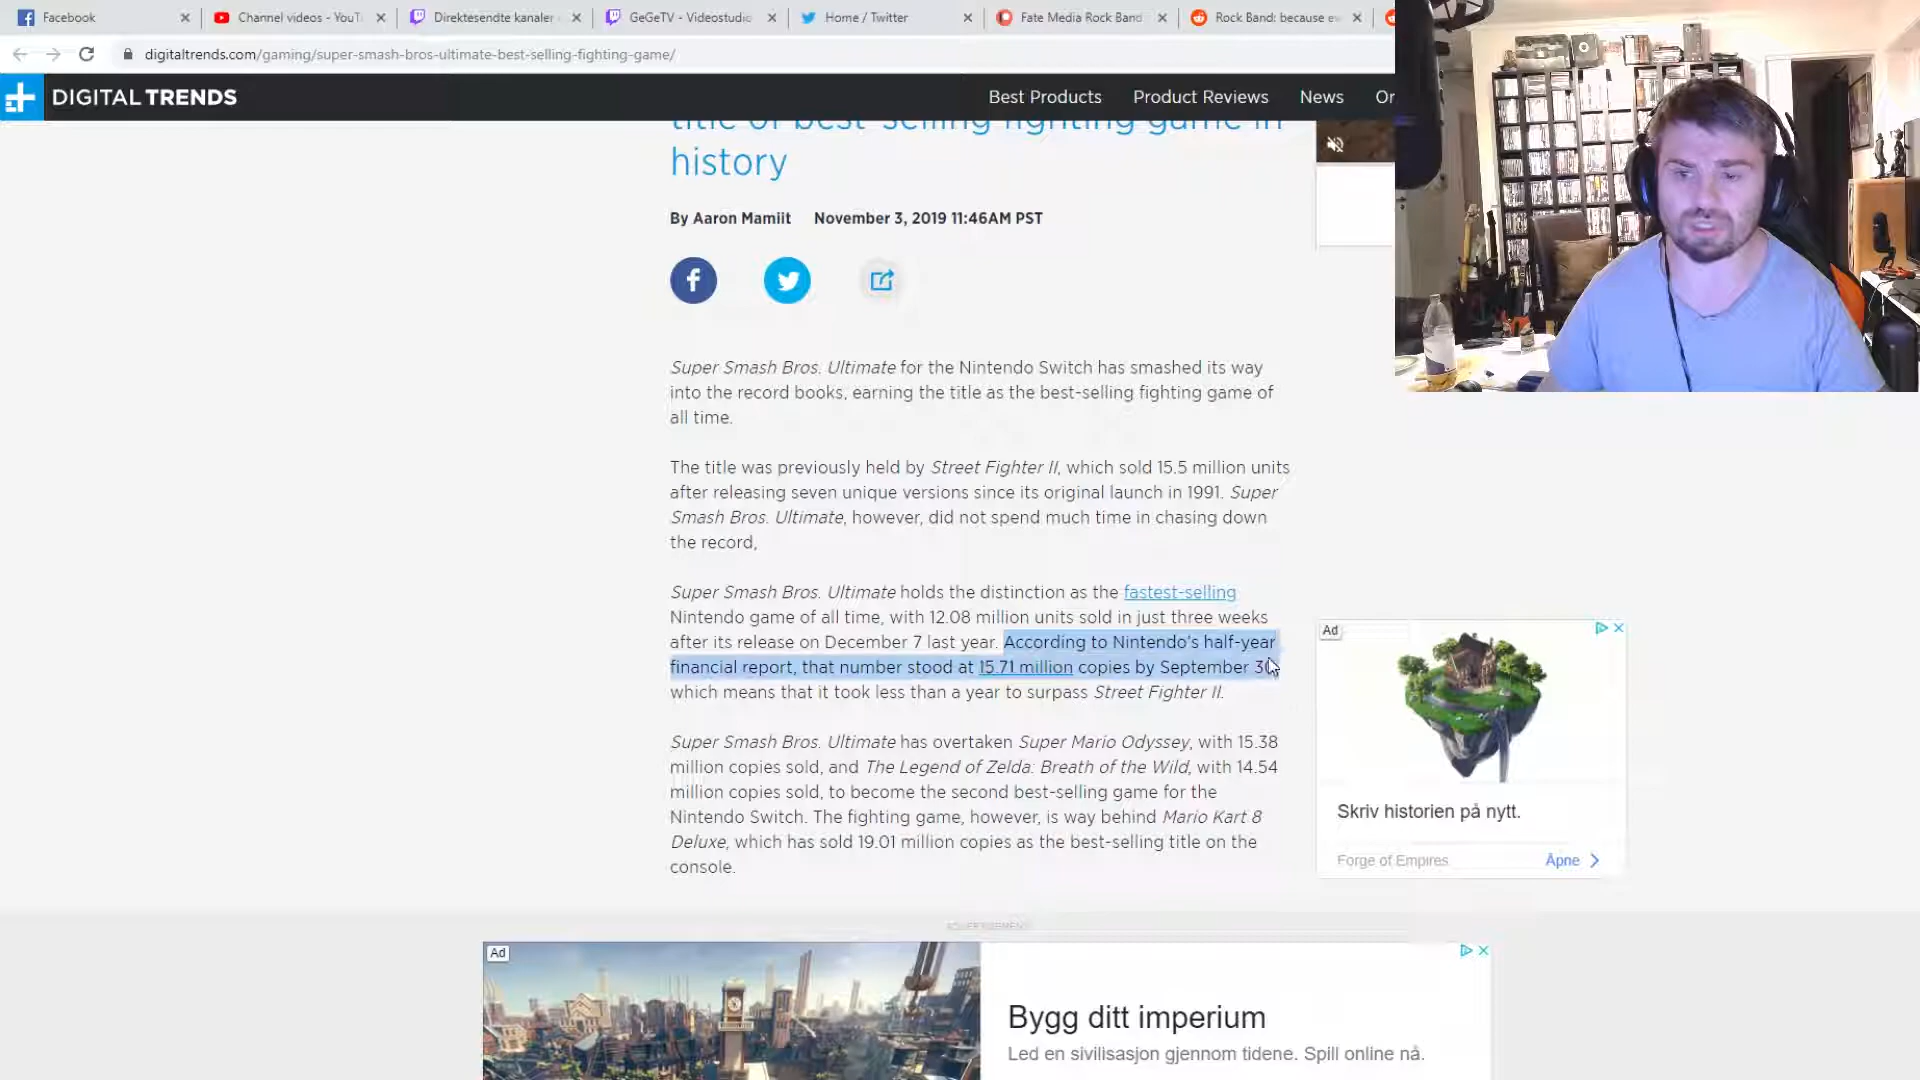 Facebook
Channel videos - YouT
Direktesendte kanaler
GeGeTV - Videostudio
Home / Twitter
Fate Media Rock Band
Rock Band: because ev
digitaltrends.com/gaming/super-smash-bros-ultimate-best-selling-fighting-game/
DIGITAL TRENDS
Best Products
Product Reviews
News
Or
title of best-selling fighting game in
history
By Aaron Mamiit November 3, 2019 11:46AM PST
Super Smash Bros. Ultimate for the Nintendo Switch has smashed its way
into the record books, earning the title as the best-selling fighting game of
all time.
The title was previously held by Street Fighter II, which sold 15.5 million units
after releasing seven unique versions since its original launch in 1991. Super
Smash Bros. Ultimate, however, did not spend much time in chasing down
the record,
Super Smash Bros. Ultimate holds the distinction as the fastest-selling
Nintendo game of all time, with 12.08 million units sold in just three weeks
after its release on December 7 last year. According to Nintendo's half-year
financial report, that number stood at 15.71 million copies by September 30
which means that it took less than a year to surpass Street Fighter II.
Super Smash Bros. Ultimate has overtaken Super Mario Odyssey, with 15.38
million copies sold, and The Legend of Zelda: Breath of the Wild, with 14.54
million copies sold, to become the second best-selling game for the
Nintendo Switch. The fighting game, however, is way behind Mario Kart 8
Deluxe, which has sold 19.01 million copies as the best-selling title on the
console.
Ad
Skriv historien på nytt.
Forge of Empires
Åpne
ADVERTISEMENT
Ad
Bygg ditt imperium
Led en sivilisasjon gjennom tidene. Spill online nå.